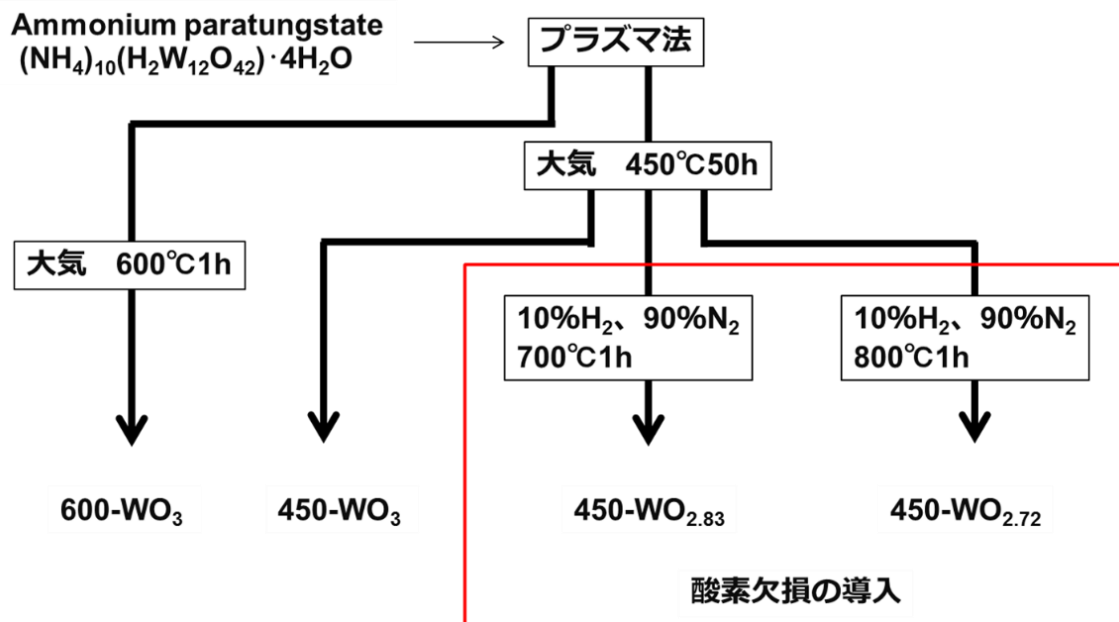 Ammonium paratungstate
(NH₄)₁₀(H₂W₁₂O₄₂)·4H₂O
プラズマ法
大気　450℃50h
大気　600℃1h
10%H₂、90%N₂
700℃1h
10%H₂、90%N₂
800℃1h
600-WO₃
450-WO₃
450-WO₂.₈₃
450-WO₂.₇₂
酸素欠損の導入